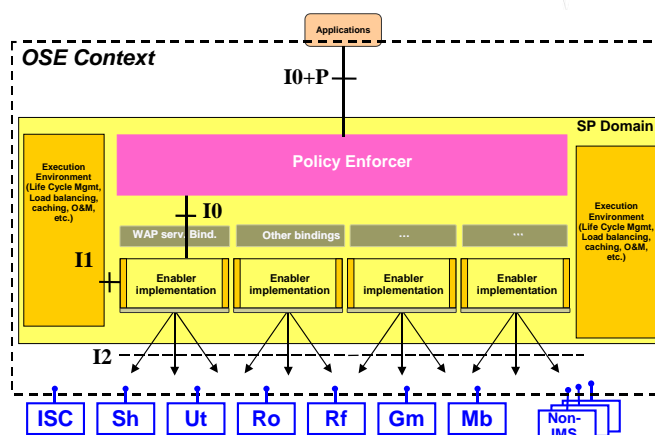 Applications
OSE Context
I0+P
SP Domain
Policy Enforcer
Execution
Environment
(Life Cycle Mgmt,
Load balancing,
caching, O&M,
etc.)
Execution
Environment
(Life Cycle Mgmt,
Load balancing,
caching, O&M,
etc.)
I0
WAP serv. Bind.
Other bindings
...
...
I1
Enabler
implementation
Enabler
implementation
Enabler
implementation
Enabler
implementation
I2
ISC
Sh
Ut
Ro
Rf
Gm
Mb
Non-
IMS